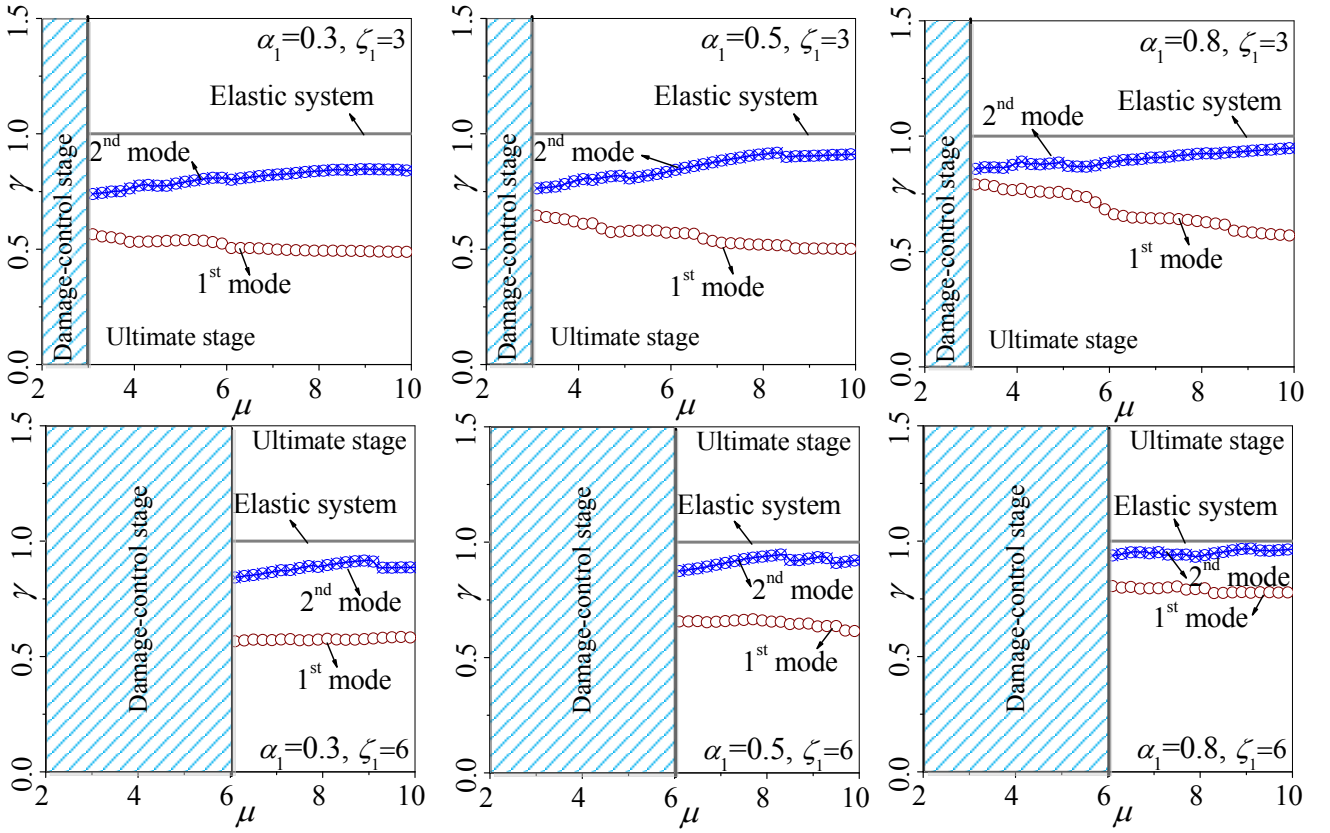 1.5
1.0
0.5
0.0
γ
Damage-control stage
α₁=0.3, ζ₁=3
Elastic system
2nd mode
1st mode
Ultimate stage
2 4 6 8 10
μ
1.5
1.0
0.5
0.0
γ
Damage-control stage
α₁=0.5, ζ₁=3
Elastic system
2nd mode
1st mode
Ultimate stage
2 4 6 8 10
μ
1.5
1.0
0.5
0.0
γ
Damage-control stage
α₁=0.8, ζ₁=3
Elastic system
2nd mode
1st mode
Ultimate stage
2 4 6 8 10
μ
1.5
1.0
0.5
0.0
γ
Damage-control stage
Ultimate stage
Elastic system
2nd mode
1st mode
α₁=0.3, ζ₁=6
2 4 6 8 10
μ
1.5
1.0
0.5
0.0
γ
Damage-control stage
Ultimate stage
Elastic system
2nd mode
1st mode
α₁=0.5, ζ₁=6
2 4 6 8 10
μ
1.5
1.0
0.5
0.0
γ
Damage-control stage
Ultimate stage
Elastic system
2nd mode
1st mode
α₁=0.8, ζ₁=6
2 4 6 8 10
μ